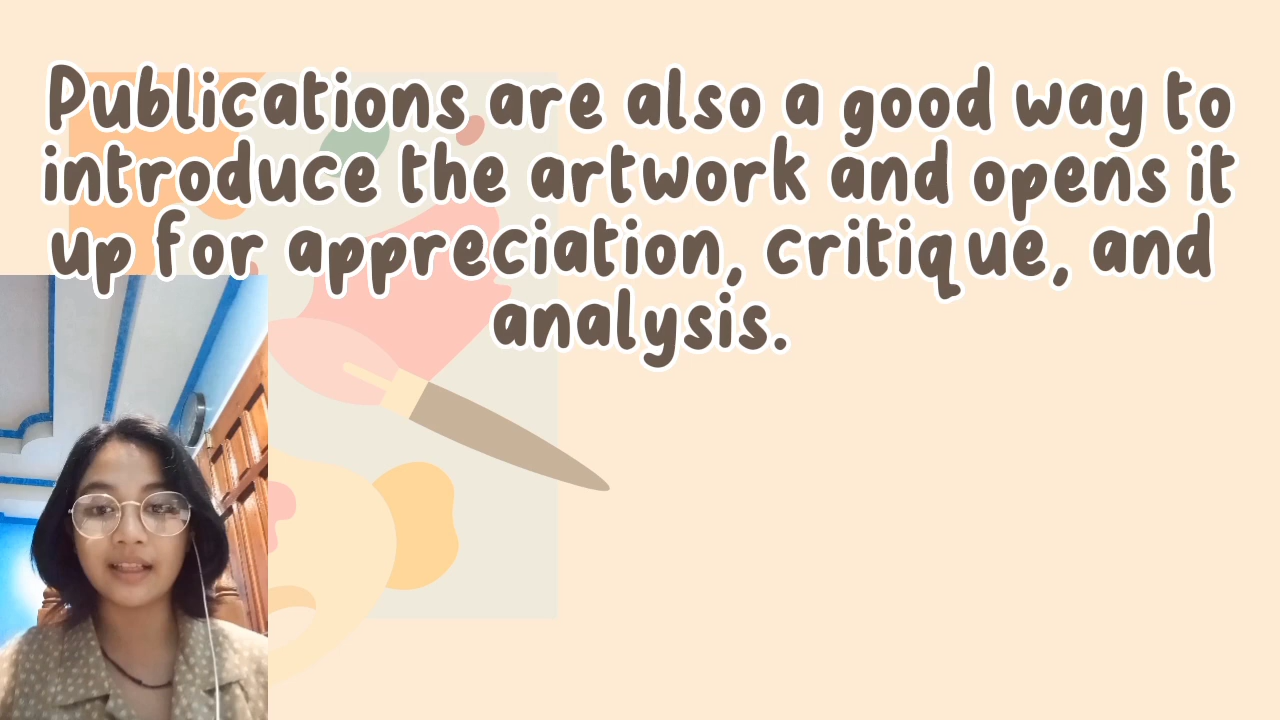 Publications are also a good way to
introduce the artwork and opens it
up for appreciation, critique, and
analysis.